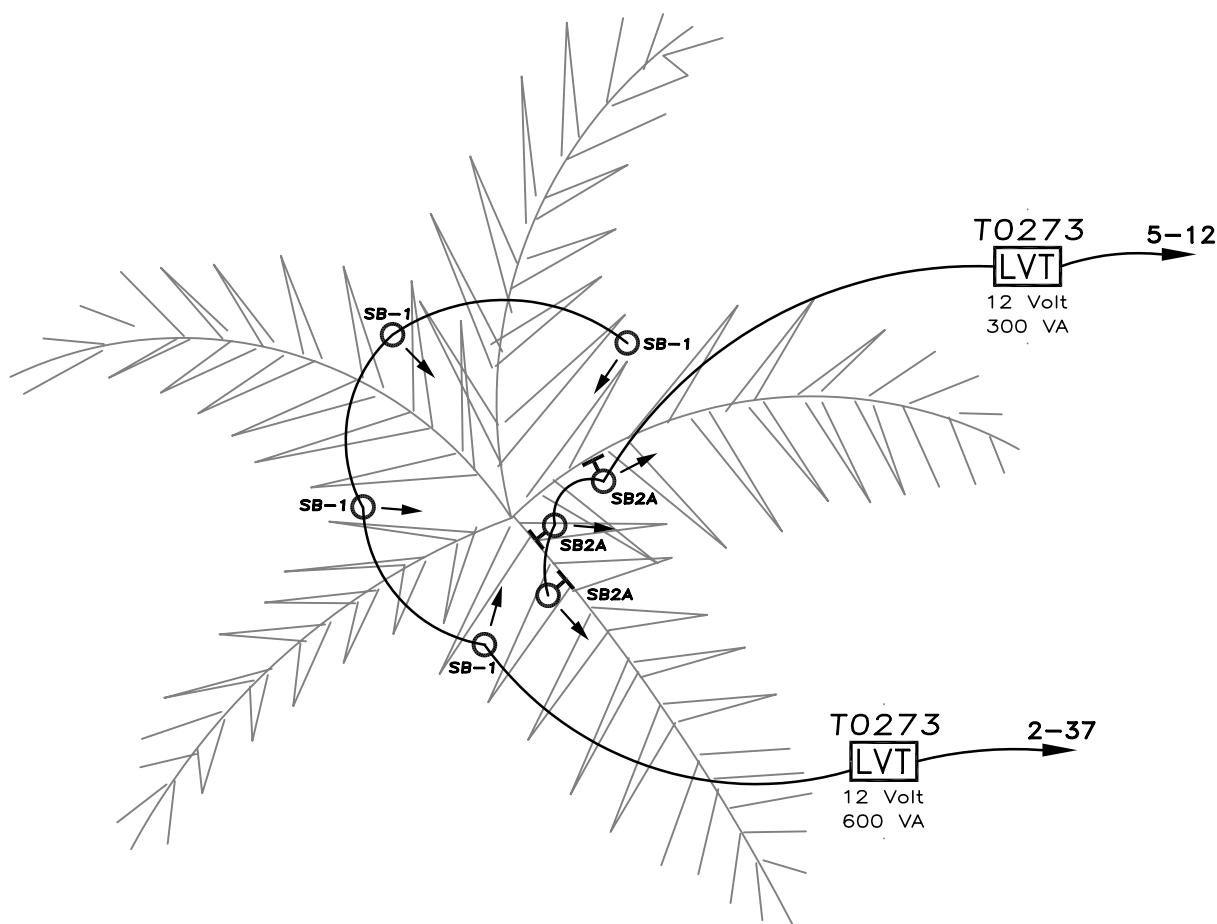 T0273
5-12
LVT
12 Volt
300 VA
SB-1
SB-1
SB2A
SB-1
SB2A
SB2A
SB-1
T0273
2-37
LVT
12 Volt
600 VA